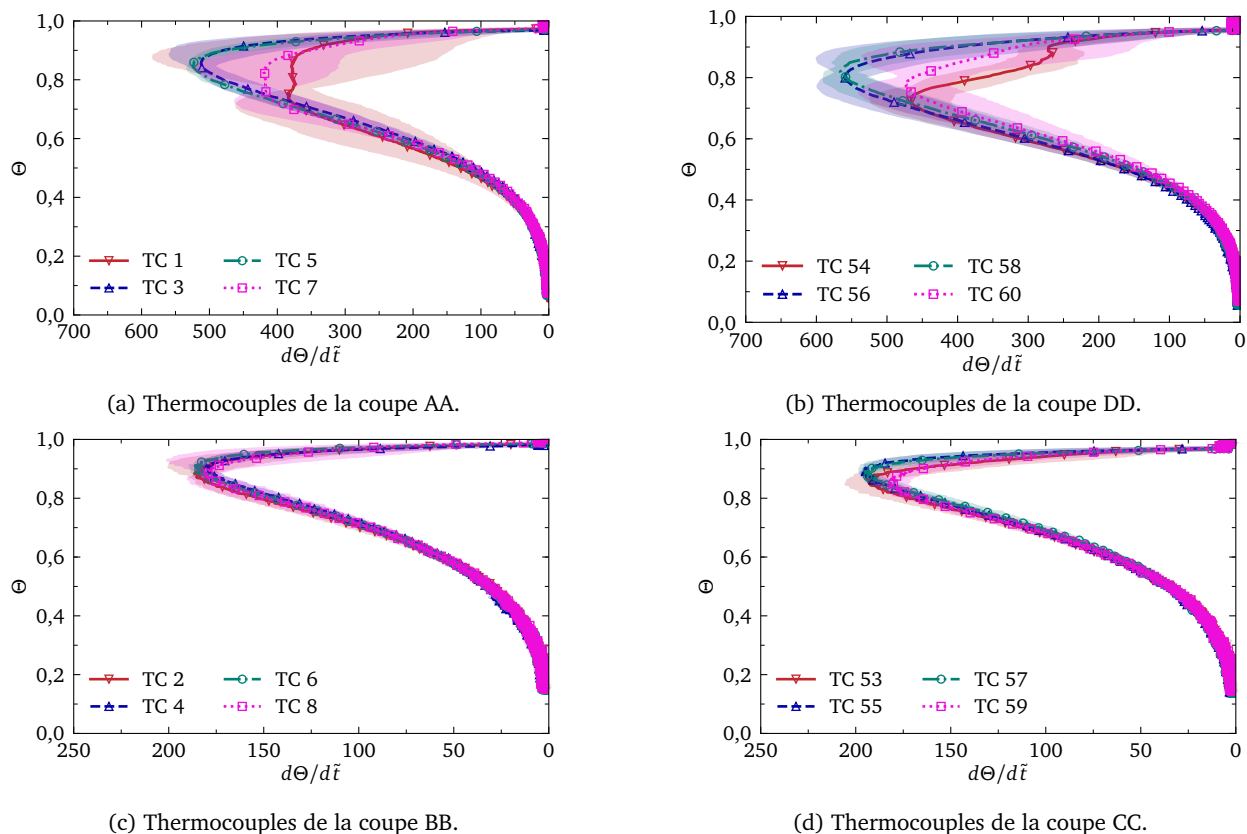 1,0
0,8
0,6
Θ
0,4
0,2
0,0
TC 1
TC 3
TC 5
TC 7
700 600 500 400 300 200 100 0
dΘ/dt̃
(a) Thermocouples de la coupe AA.
1,0
0,8
0,6
Θ
0,4
0,2
0,0
TC 54
TC 56
TC 58
TC 60
700 600 500 400 300 200 100 0
dΘ/dt̃
(b) Thermocouples de la coupe DD.
1,0
0,8
0,6
Θ
0,4
0,2
0,0
TC 2
TC 4
TC 6
TC 8
250 200 150 100 50 0
dΘ/dt̃
(c) Thermocouples de la coupe BB.
1,0
0,8
0,6
Θ
0,4
0,2
0,0
TC 53
TC 55
TC 57
TC 59
250 200 150 100 50 0
dΘ/dt̃
(d) Thermocouples de la coupe CC.